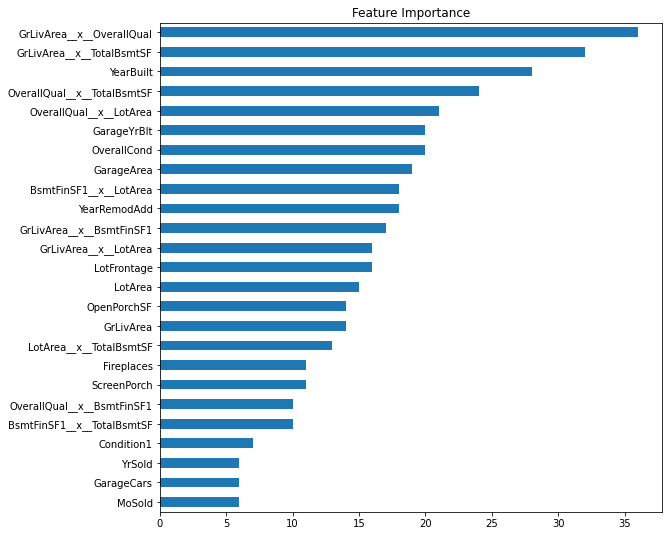 Feature Importance
GrLivArea__x__OverallQual
GrLivArea__x__TotalBsmtSF
YearBuilt
OverallQual__x__TotalBsmtSF
OverallQual__x__LotArea
GarageYrBlt
OverallCond
GarageArea
BsmtFinSF1__x__LotArea
YearRemodAdd
GrLivArea__x__BsmtFinSF1
GrLivArea__x__LotArea
LotFrontage
LotArea
OpenPorchSF
GrLivArea
LotArea__x__TotalBsmtSF
Fireplaces
ScreenPorch
OverallQual__x__BsmtFinSF1
BsmtFinSF1__x__TotalBsmtSF
Condition1
YrSold
GarageCars
MoSold
0 5 10 15 20 25 30 35